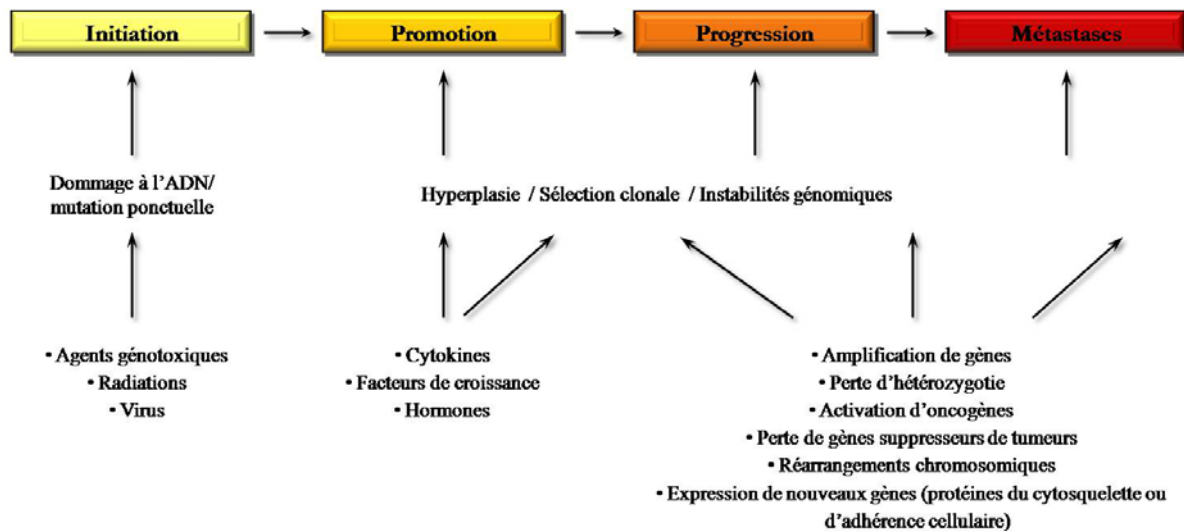 Initiation
Promotion
Progression
Métastases
Dommage à l'ADN/
mutation ponctuelle
Hyperplasie / Sélection clonale / Instabilités génomiques
• Agents génotoxiques
• Radiations
• Virus
• Cytokines
• Facteurs de croissance
• Hormones
• Amplification de gènes
• Perte d'hétérozygotie
• Activation d'oncogènes
• Perte de gènes suppresseurs de tumeurs
• Réarrangements chromosomiques
• Expression de nouveaux gènes (protéines du cytosquelette ou
d'adhérence cellulaire)